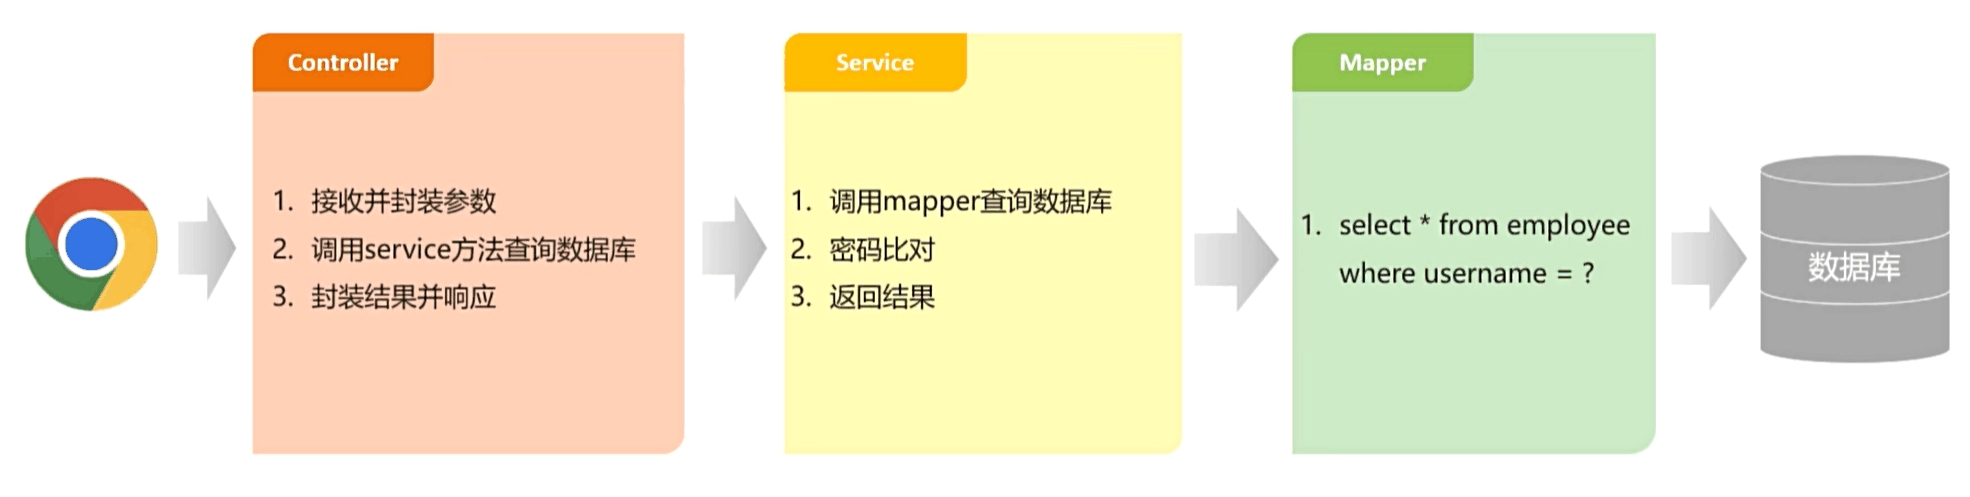 Controller
1. 接收并封装参数
2. 调用service方法查询数据库
3. 封装结果并响应
Service
1. 调用mapper查询数据库
2. 密码比对
3. 返回结果
Mapper
1. select * from employee
where username = ?
数据库